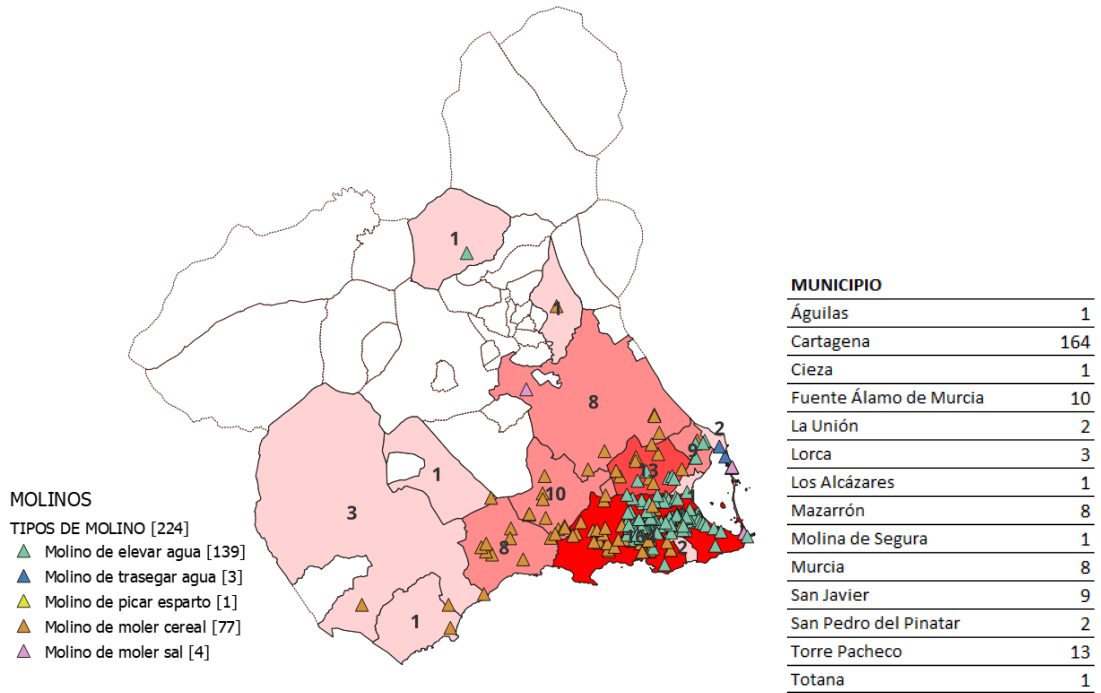 1
1
8
2
9
13
1
10
1
3
8
2
1
MOLINOS
TIPOS DE MOLINO [224]
Molino de elevar agua [139]
Molino de trasegar agua [3]
Molino de picar esparto [1]
Molino de moler cereal [77]
Molino de moler sal [4]
MUNICIPIO
Águilas 1
Cartagena 164
Cieza 1
Fuente Álamo de Murcia 10
La Unión 2
Lorca 3
Los Alcázares 1
Mazarrón 8
Molina de Segura 1
Murcia 8
San Javier 9
San Pedro del Pinatar 2
Torre Pacheco 13
Totana 1